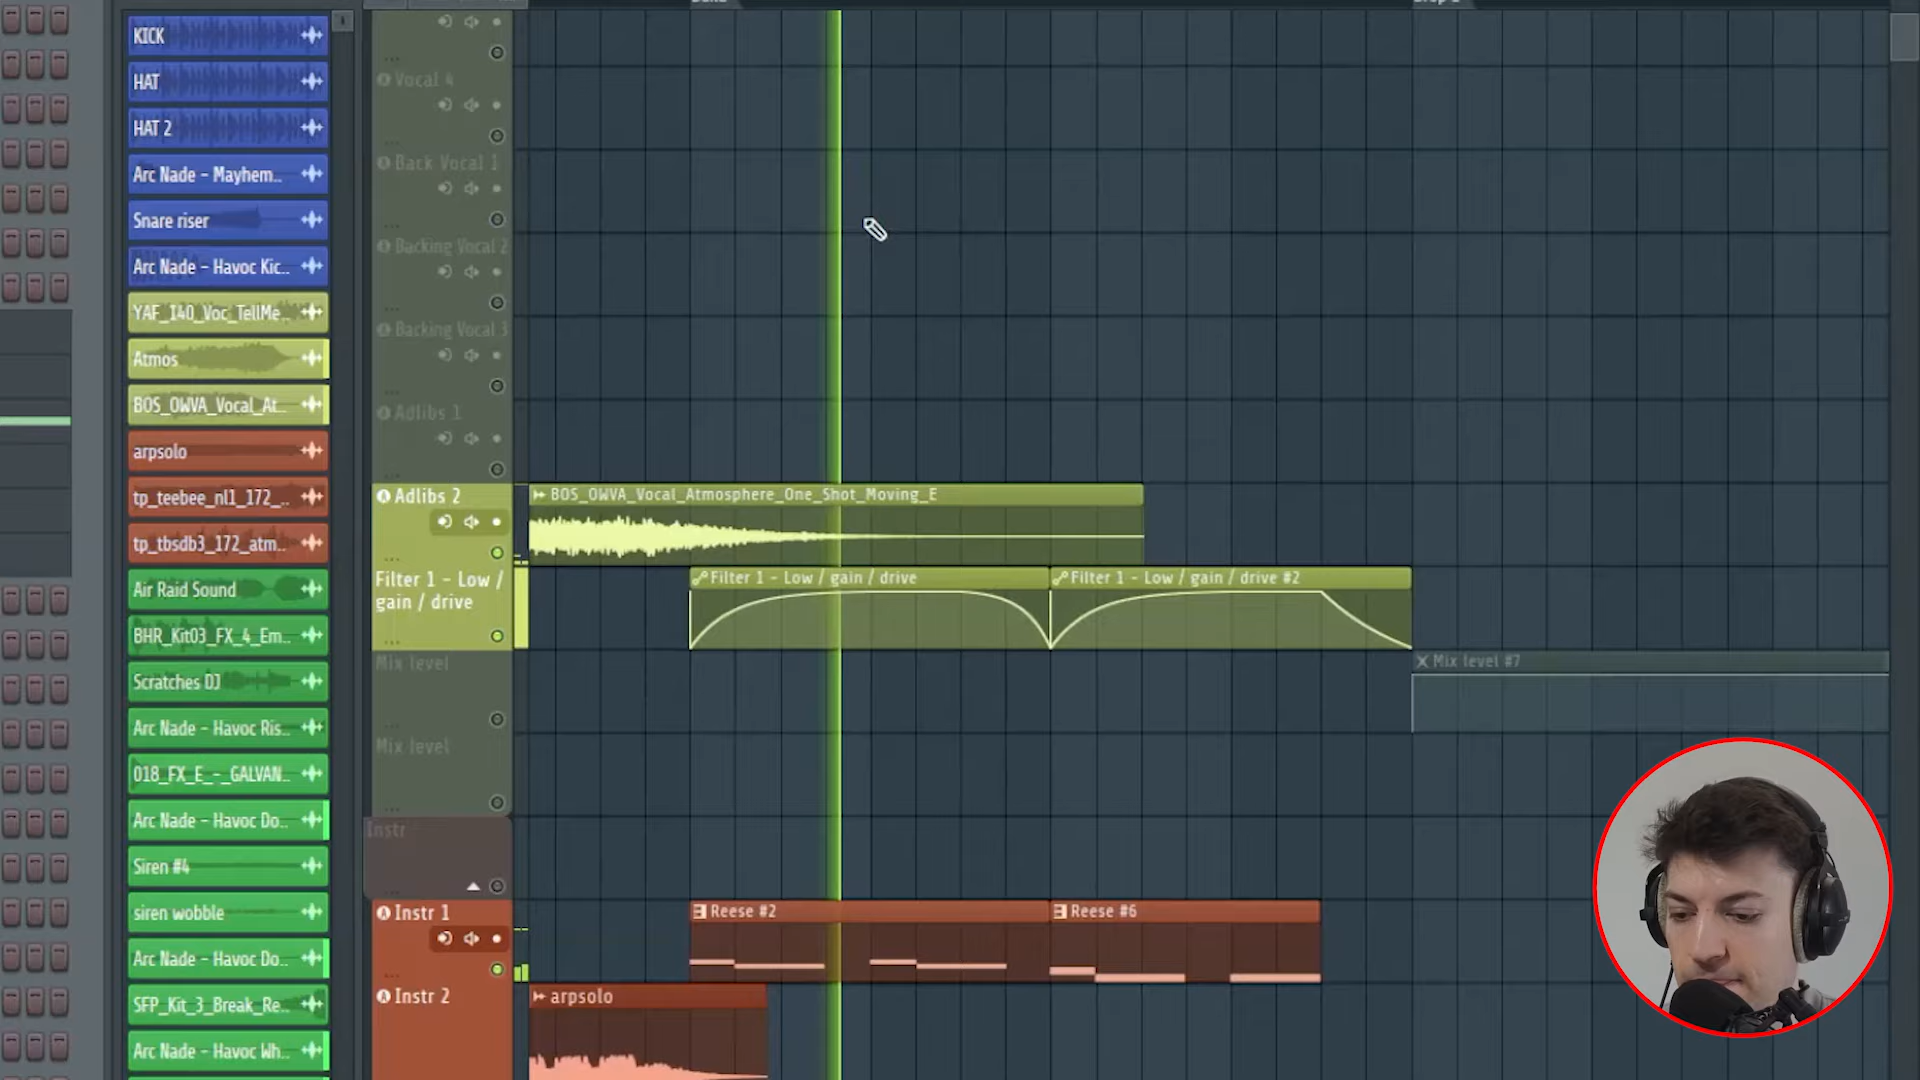 KICK
HAT
HAT 2
Arc Nade - Mayhem..
Snare riser
Arc Nade - Havoc Kic..
YAF_140_Voc_TellMe..
Atmos
BOS_OWVA_Vocal_At..
arpsolo
tp_teebee_nl1_172_..
tp_tbsdb3_172_atm..
Air Raid Sound
BHR_Kit03_FX_4_Em..
Scratches DJ
Arc Nade - Havoc Ris..
018_FX_E_-_GALVAN..
Arc Nade - Havoc Do..
Siren #4
siren wobble
Arc Nade - Havoc Do..
SFP_Kit_3_Break_Re..
Arc Nade - Havoc Wh..
Vocal 4
Back Vocal 1
Backing Vocal 2
Backing Vocal 3
Adlibs 1
Adlibs 2
BOS_OWVA_Vocal_Atmosphere_One_Shot_Moving_E
Filter 1 - Low /
gain / drive
Filter 1 - Low / gain / drive
Filter 1 - Low / gain / drive #2
Mix level
Mix level #7
Mix level
Instr
Instr 1
Reese #2
Reese #6
Instr 2
arpsolo